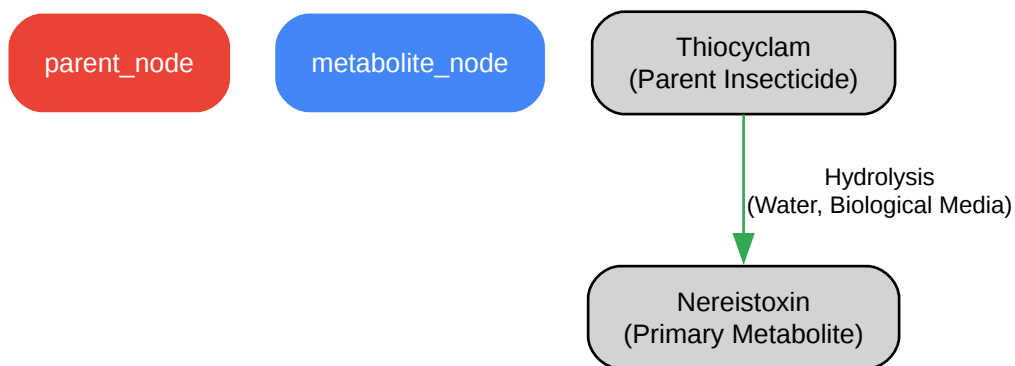 parent_node
metabolite_node
Thiocyclam
(Parent Insecticide)
Hydrolysis
(Water, Biological Media)
Nereistoxin
(Primary Metabolite)